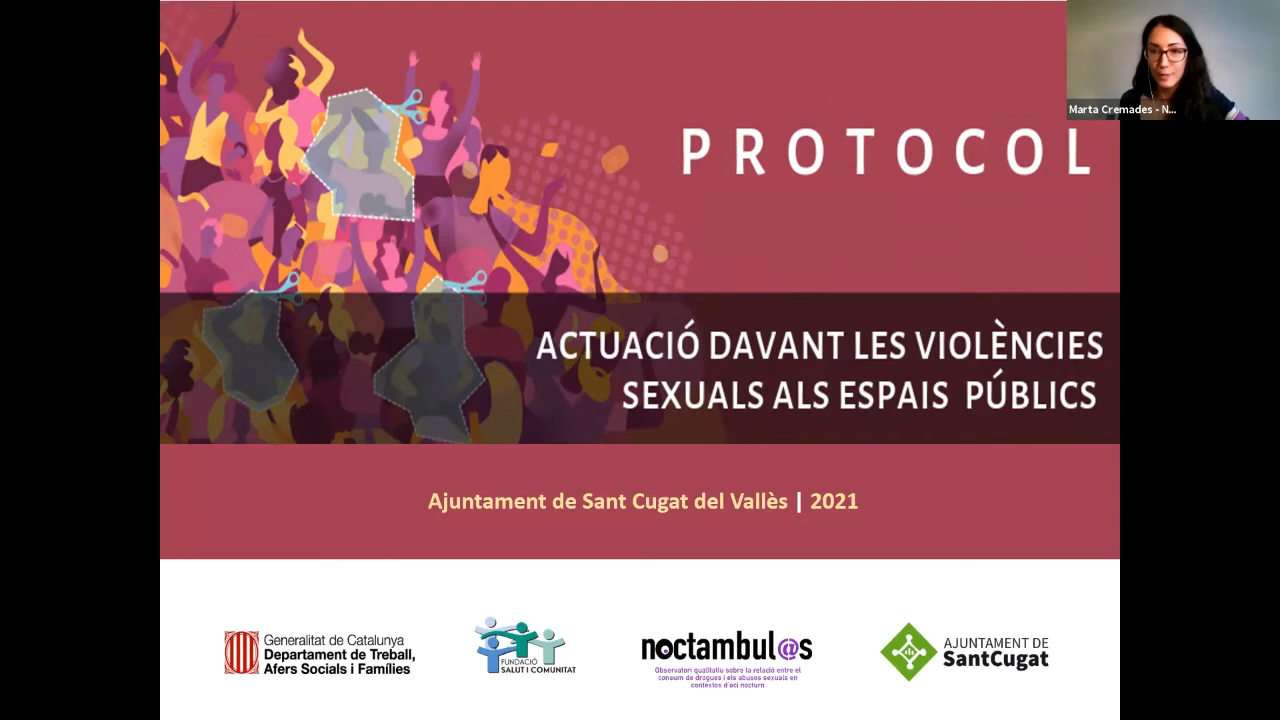 Marta Cremades - N...
PROTOCOL
ACTUACIÓ DAVANT LES VIOLÈNCIES
SEXUALS ALS ESPAIS PÚBLICS
Ajuntament de Sant Cugat del Vallès | 2021
Generalitat de Catalunya
Departament de Treball,
Afers Socials i Famílies
FUNDACIÓ
SALUT I COMUNITAT
noctambul@s
Observatori qualitatiu sobre la relació entre el
consum de drogues i els abusos sexuals en
contextos d'oci nocturn
AJUNTAMENT DE
SantCugat